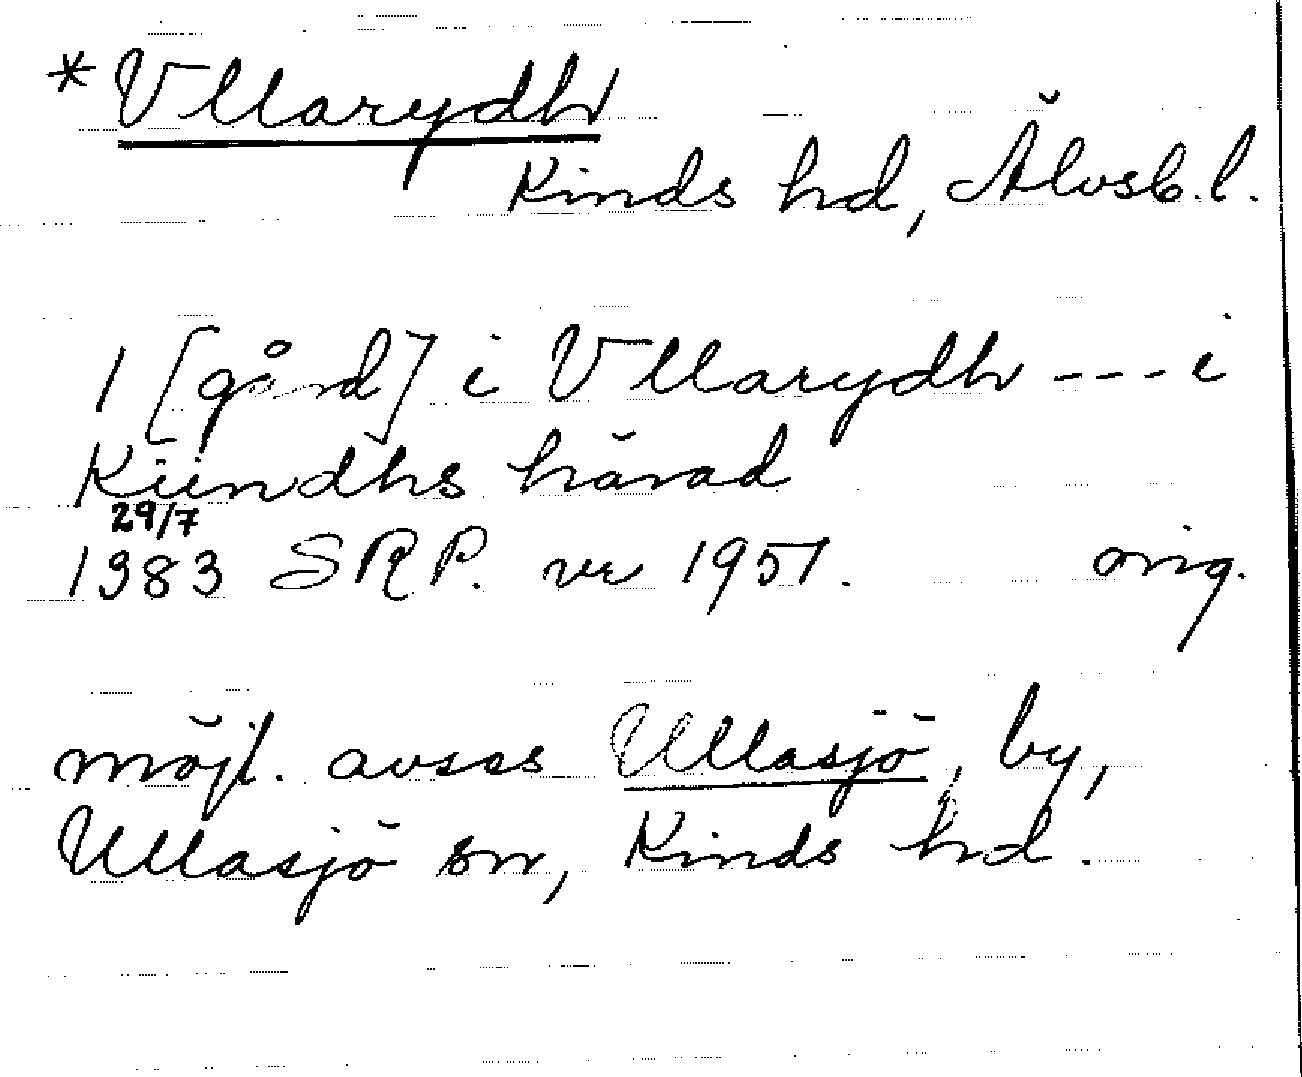 *Vllarydh
Kinds hd, Älvsb.l.
1 [gård] i Vllarydh --- i
Kiindhs härad
29/7
1383 SRP. nr 1951. orig.
möjl. avses Ullasjö, by,
Ullasjö sn, Kinds hd.